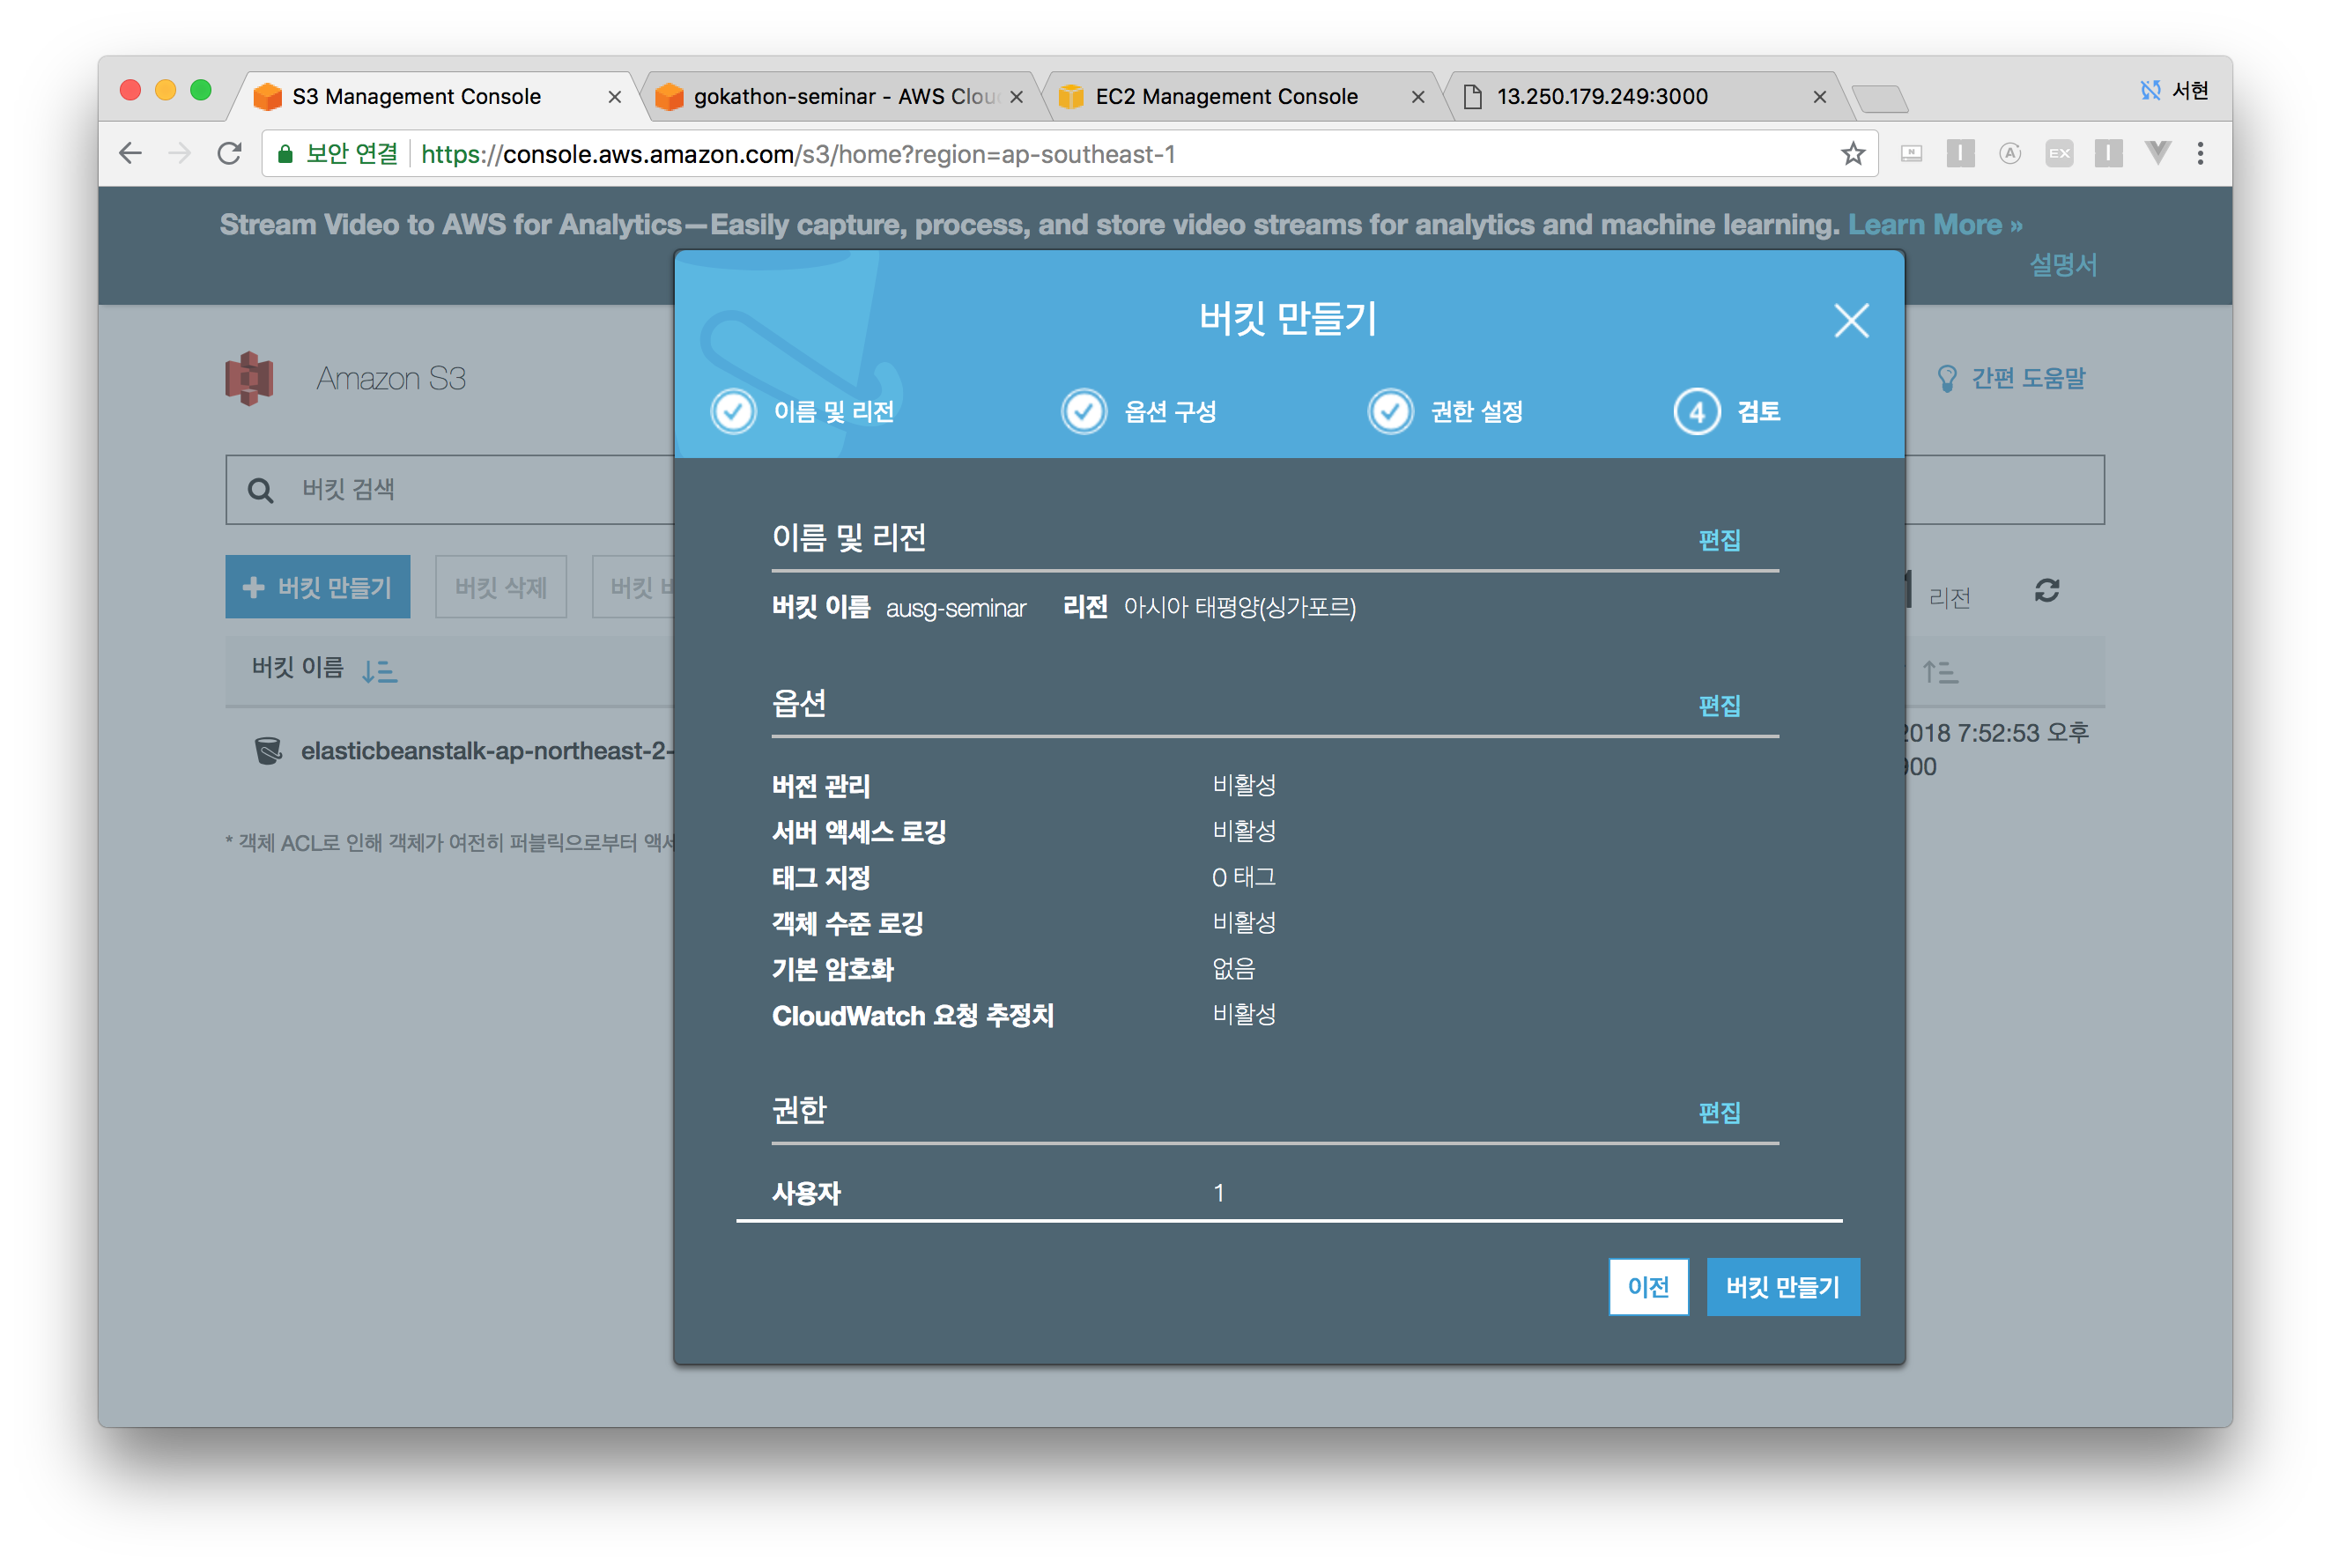 S3 Management Console
gokathon-seminar - AWS Clou
EC2 Management Console
13.250.179.249:3000
서현
보안 연결
https://console.aws.amazon.com/s3/home?region=ap-southeast-1
Stream Video to AWS for Analytics—Easily capture, process, and store video streams for analytics and machine learning. Learn More »
설명서
Amazon S3
간편 도움말
버킷 검색
버킷 만들기
버킷 삭제
버킷
1 리전
버킷 이름
elasticbeanstalk-ap-northeast-2-
2018 7:52:53 오후
* 객체 ACL로 인해 객체가 여전히 퍼블릭으로부터 액세
버킷 만들기
이름 및 리전
옵션 구성
권한 설정
4 검토
이름 및 리전
편집
버킷 이름 ausg-seminar 리전 아시아 태평양(싱가포르)
옵션
편집
버전 관리 비활성
서버 액세스 로깅 비활성
태그 지정 0 태그
객체 수준 로깅 비활성
기본 암호화 없음
CloudWatch 요청 추정치 비활성
권한
편집
사용자 1
이전
버킷 만들기